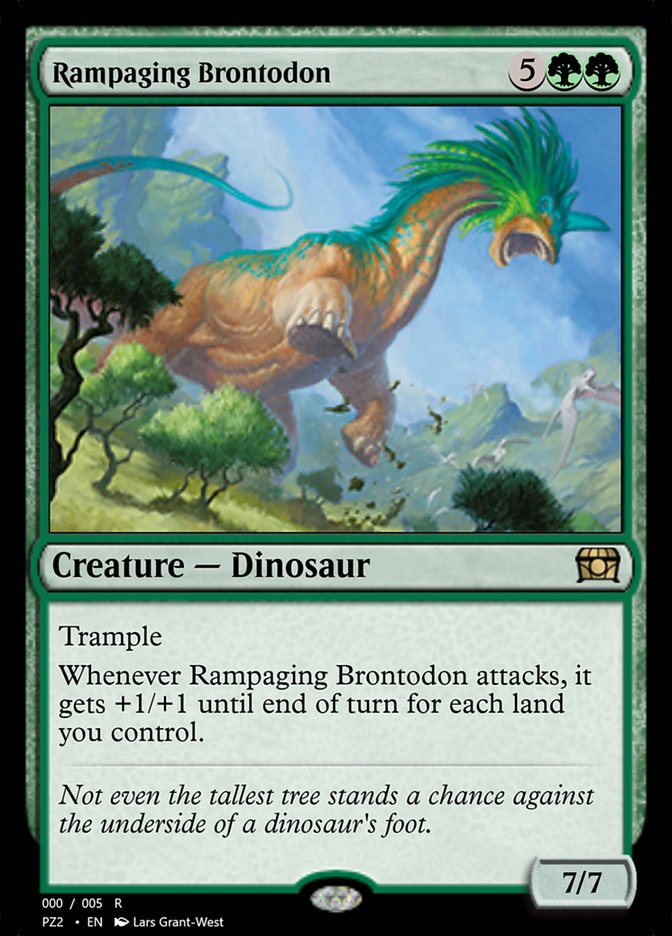 Rampaging Brontodon 5
Creature — Dinosaur
Trample
Whenever Rampaging Brontodon attacks, it
gets +1/+1 until end of turn for each land
you control.
Not even the tallest tree stands a chance against
the underside of a dinosaur's foot.
7/7
000 / 005 R
PZ2 • EN Lars Grant-West